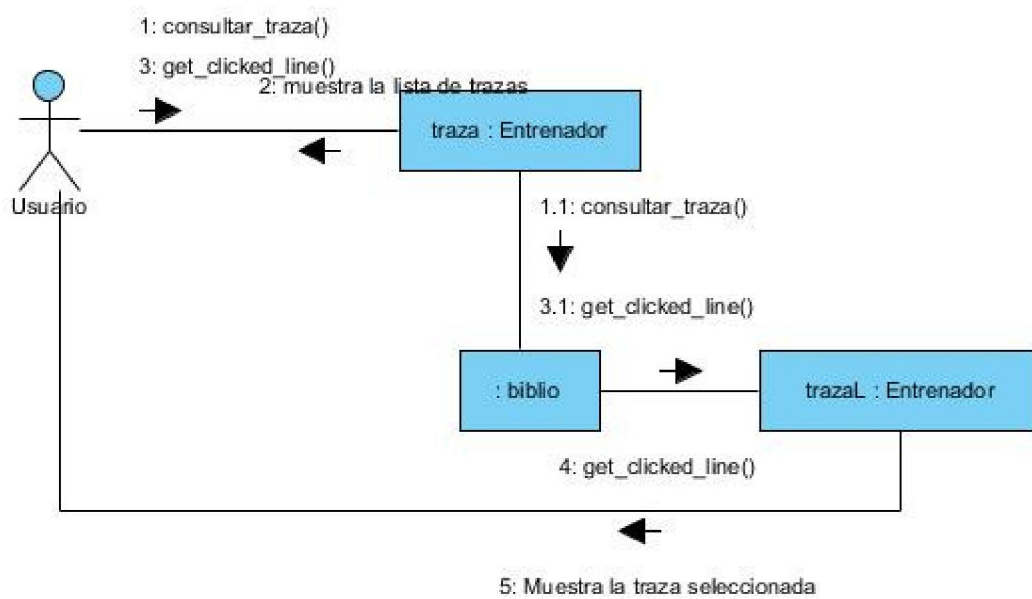 1: consultar_traza()
3: get_clicked_line()
2: muestra la lista de trazas
traza : Entrenador
Usuario
1.1: consultar_traza()
3.1: get_clicked_line()
: biblio
trazaL : Entrenador
4: get_clicked_line()
5: Muestra la traza seleccionada